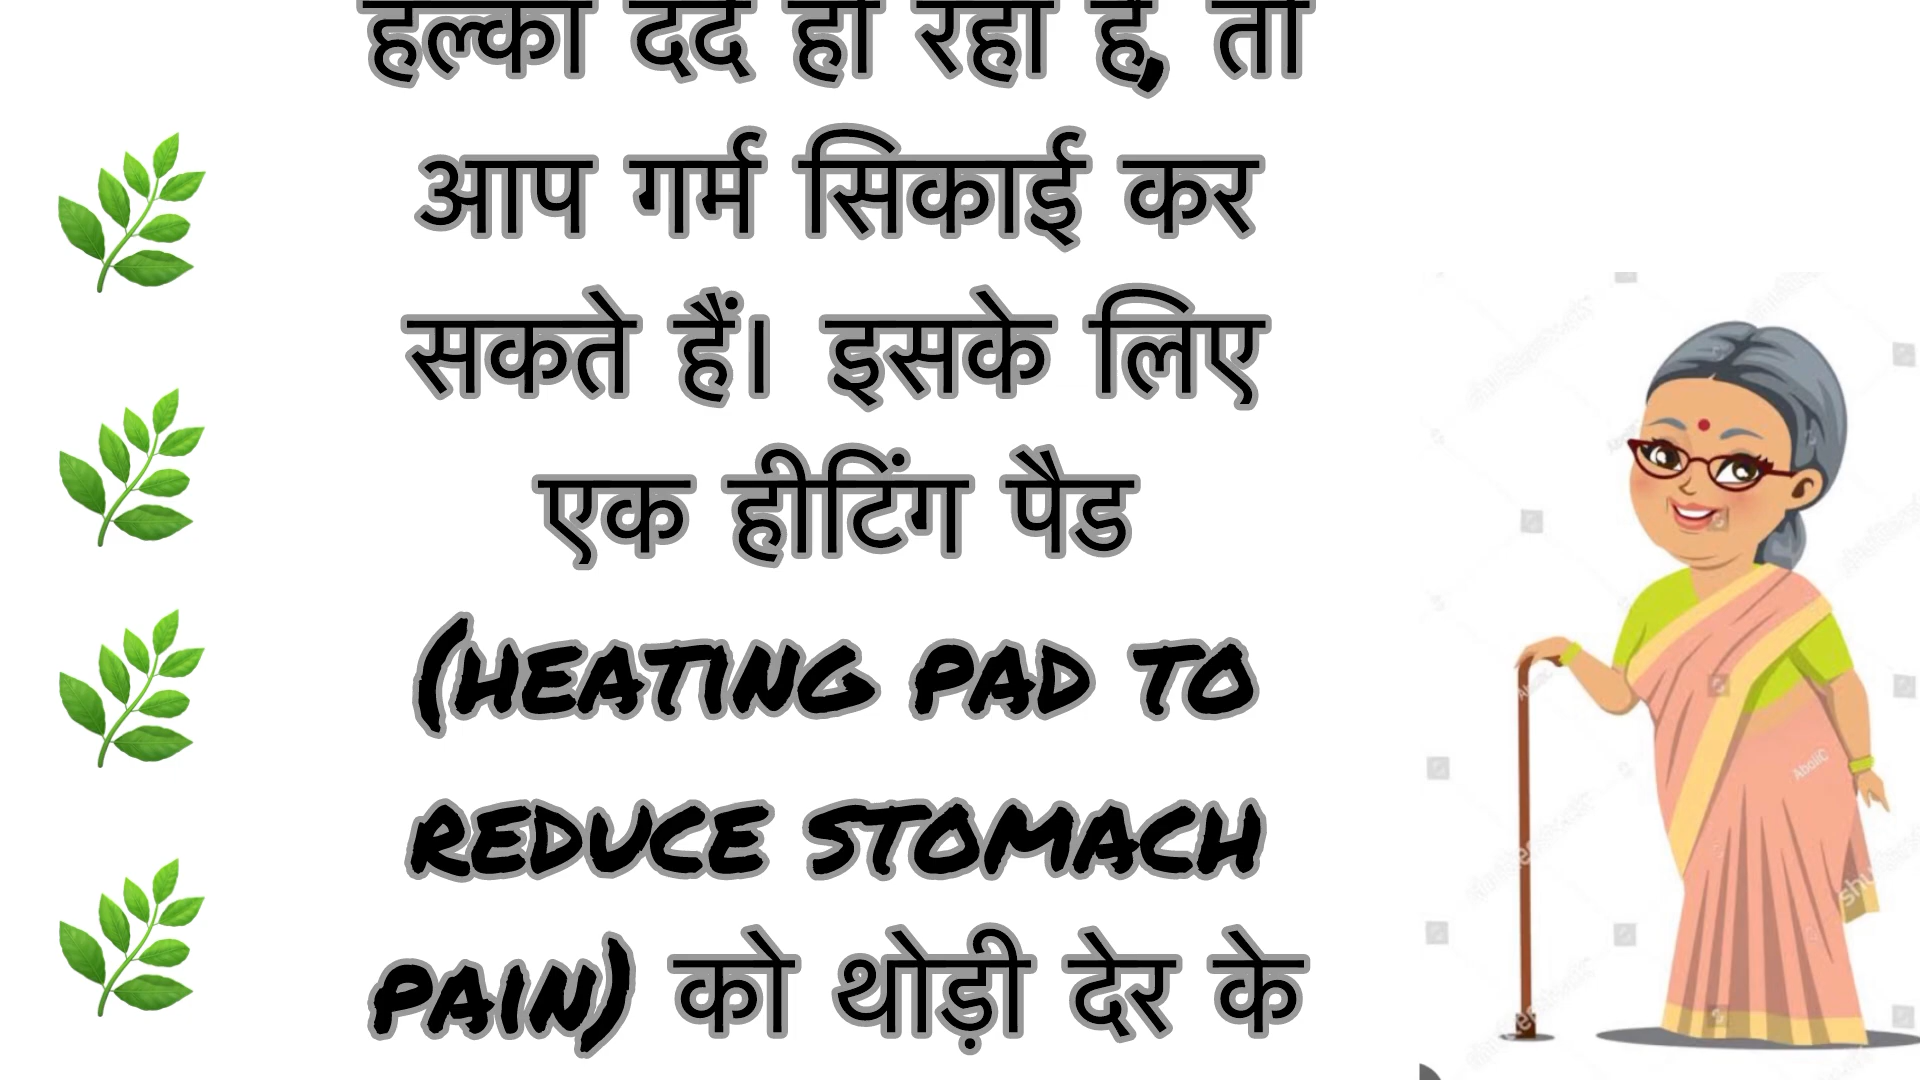 हल्का दर्द हो रहा है, तो
आप गर्म सिकाई कर
सकते हैं। इसके लिए
एक हीटिंग पैड
(HEATING PAD TO
REDUCE STOMACH
PAIN) को थोड़ी देर के